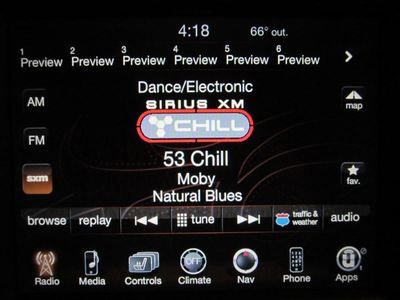 4:18 66° out.
1 2 3 4 5 6
Preview Preview Preview Preview Preview Preview
Dance/Electronic
SIRIUS XM
CHILL
AM
map
FM
53 Chill
Moby
sxm
fav.
Natural Blues
browse replay tune traffic & weather audio
OFF
Radio Media Controls Climate Nav Phone Apps